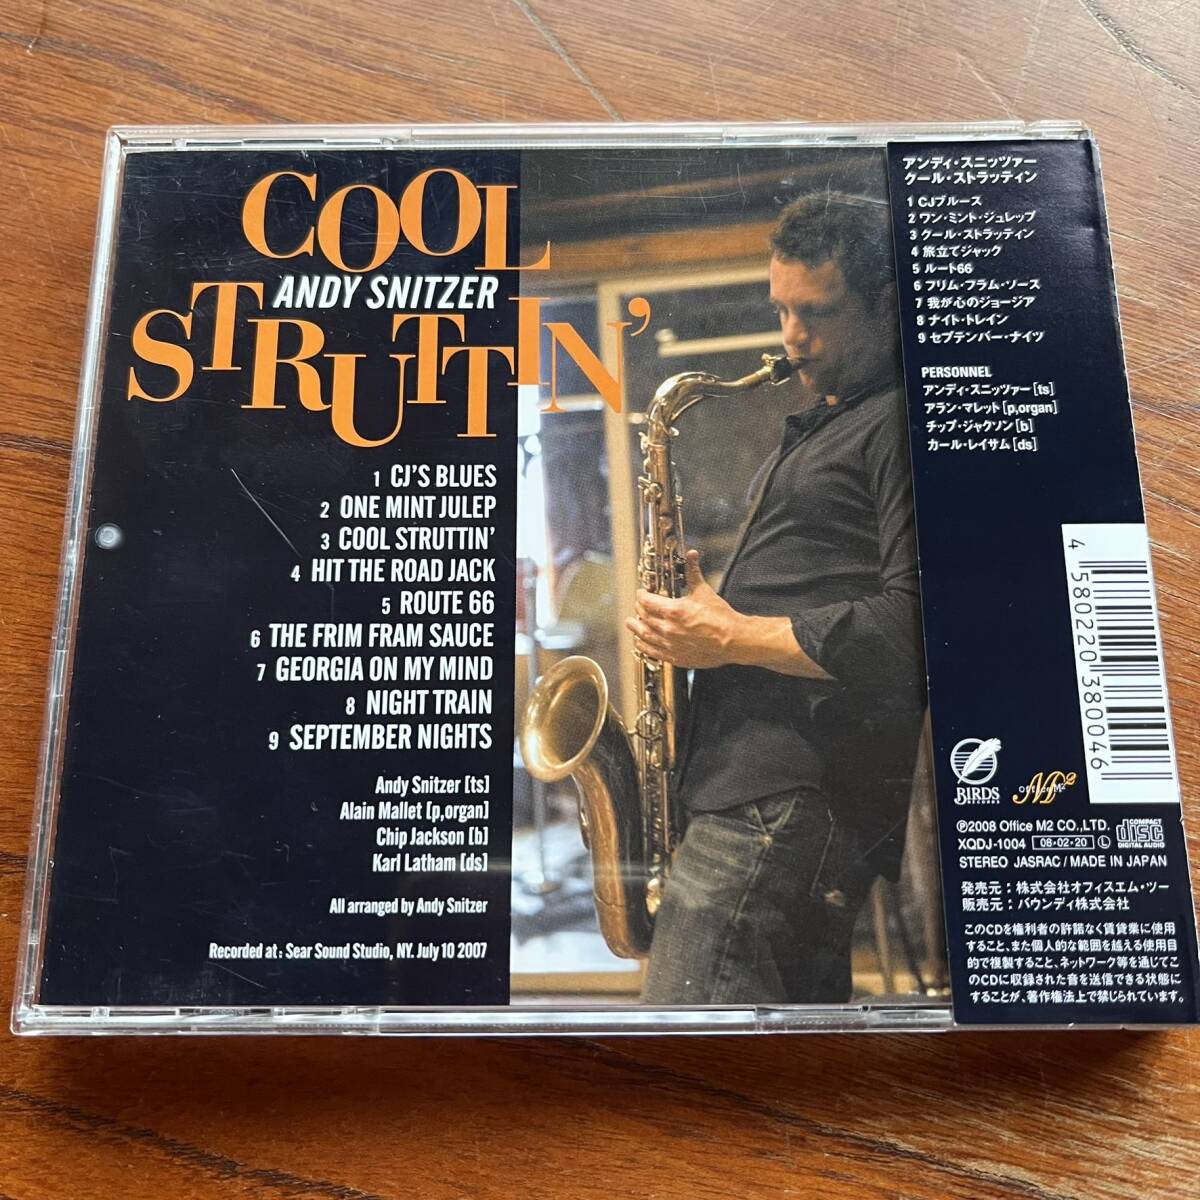 COOL
ANDY SNITZER
STRUTTIN'
1 CJ'S BLUES
2 ONE MINT JULEP
3 COOL STRUTTIN'
4 HIT THE ROAD JACK
5 ROUTE 66
6 THE FRIM FRAM SAUCE
7 GEORGIA ON MY MIND
8 NIGHT TRAIN
9 SEPTEMBER NIGHTS
Andy Snitzer [ts]
Alain Mallet [p,organ]
Chip Jackson [b]
Karl Latham [ds]
All arranged by Andy Snitzer
Recorded at: Sear Sound Studio, NY. July 10 2007
アンディ・スニッツァー
クール・ストラッティン
1 CJブルース
2 ワン・ミント・ジュレップ
3 クール・ストラッティン
4 旅立てジャック
5 ルート66
6 フリム・フラム・ソース
7 我が心のジョージア
8 ナイト・トレイン
9 セプテンバー・ナイツ
PERSONNEL
アンディ・スニッツァー[ts]
アラン・マレット[p,organ]
チップ・ジャクソン[b]
カール・レイサム[ds]
4 580220 380046
BIRDS
RECORDS
Office M2
M2
℗2008 Office M2 CO.,LTD.
COMPACT
disc
DIGITAL AUDIO
XQDJ-1004 08・02・20 Ⓛ
STEREO JASRAC/MADE IN JAPAN
発売元：株式会社オフィスエム・ツー
販売元：バウンディ株式会社
このCDを権利者の許諾なく賃貸業に使用
すること、また個人的な範囲を越える使用目
的で複製すること、ネットワーク等を通じてこ
のCDに収録された音を送信できる状態に
することが、著作権法上で禁じられています。